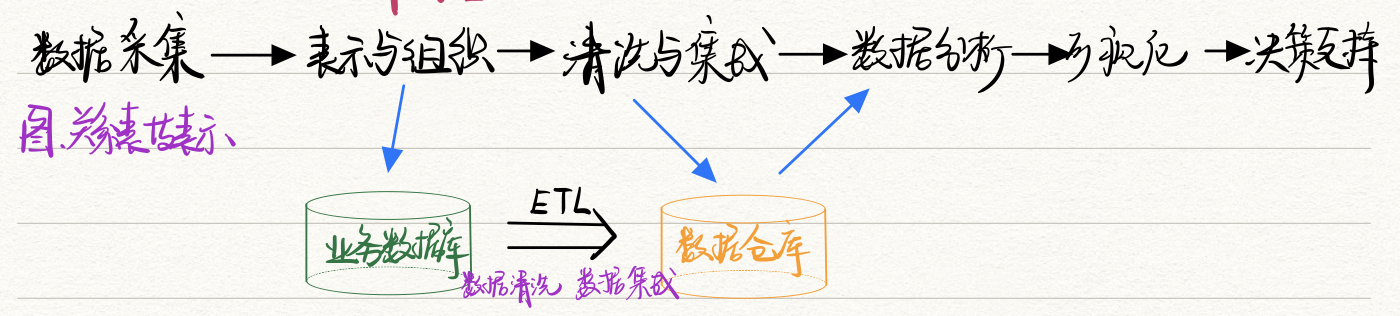 数据采集 → 表示与组织 → 清洗与集成 → 数据分析 → 可视化 → 决策支持
图、关系表等表示、
ETL
业务数据库
数据仓库
数据清洗 数据集成